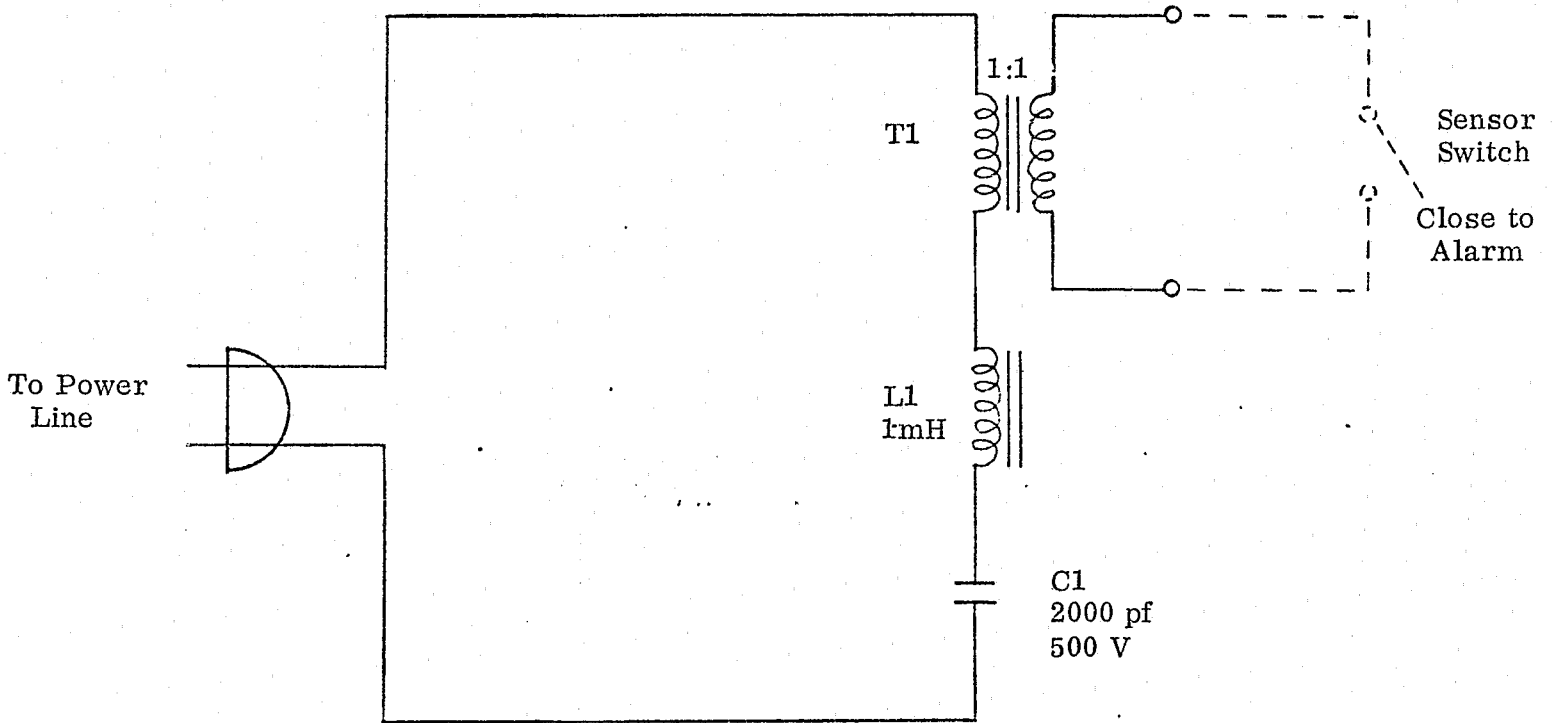 1:1
T1
Sensor
Switch
Close to
Alarm
To Power
Line
L1
1mH
C1
2000 pf
500 V